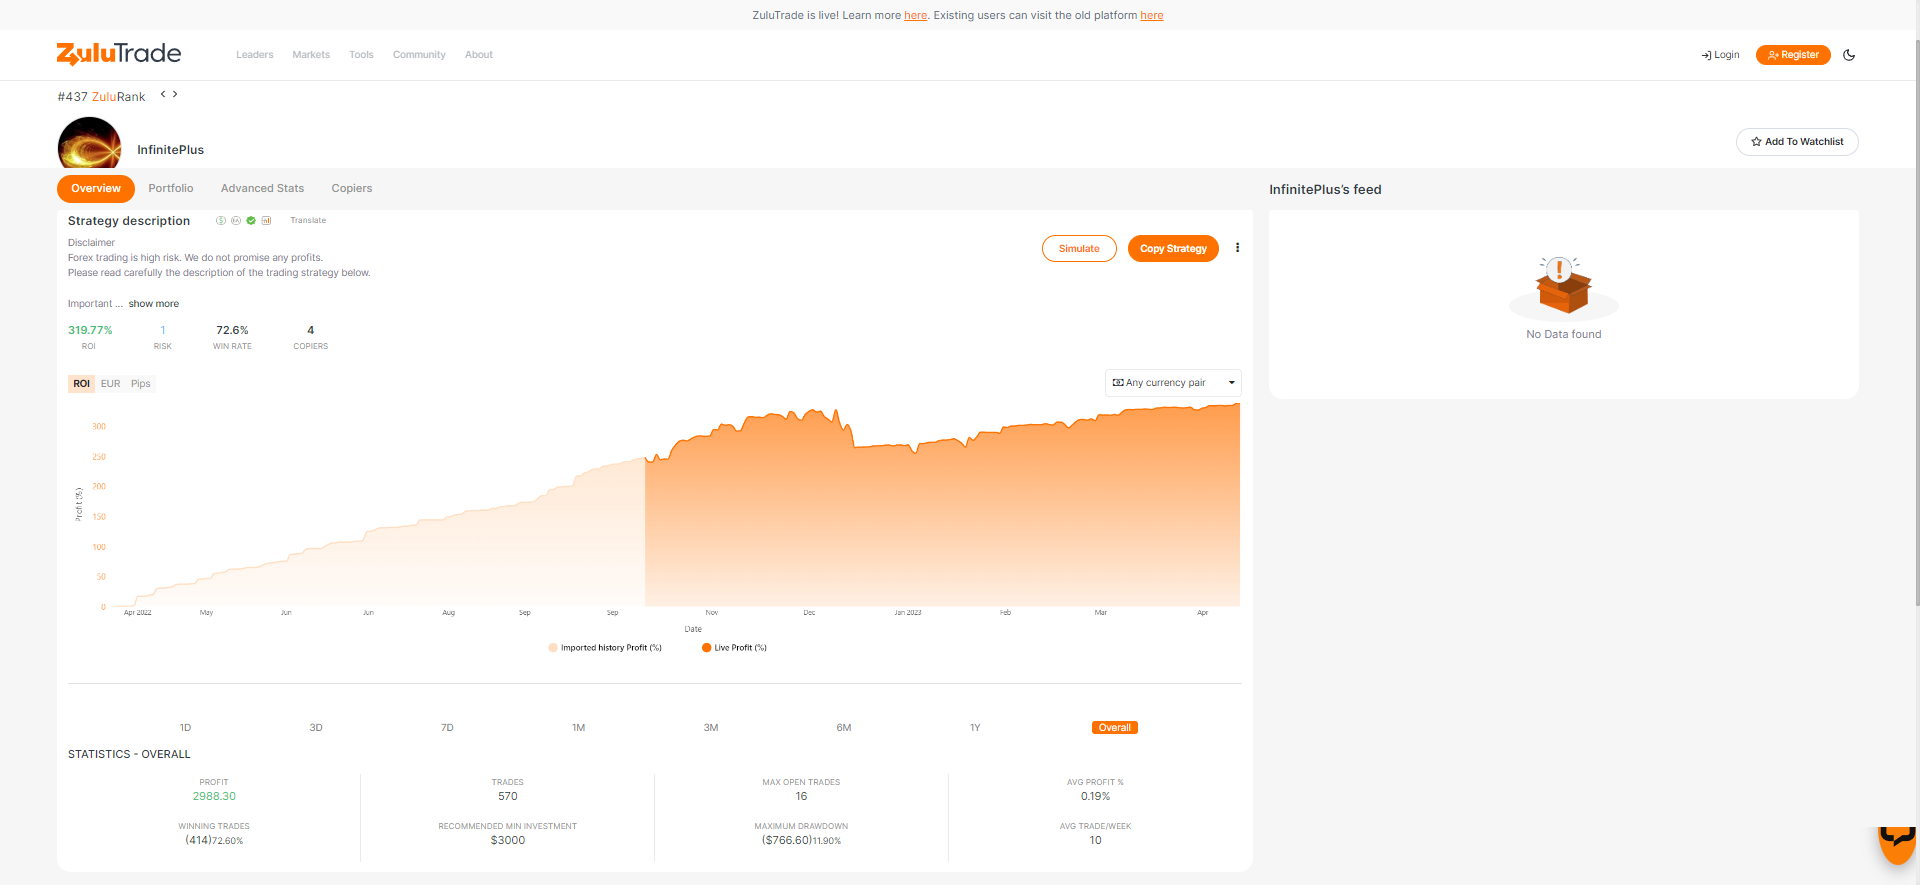 ZuluTrade is live! Learn more here. Existing users can visit the old platform here
ZuluTrade
Leaders Markets Tools Community About
Login Register
#437 ZuluRank
InfinitePlus
Add To Watchlist
Overview Portfolio Advanced Stats Copiers
InfinitePlus's feed
Strategy description
Translate
Disclaimer
Forex trading is high risk. We do not promise any profits.
Please read carefully the description of the trading strategy below.
Simulate Copy Strategy
Important ... show more
319.77% 1 72.6% 4
ROI RISK WIN RATE COPIERS
No Data found
ROI EUR Pips
Any currency pair
300
250
200
150
100
50
0
Profit (%)
Apr 2022 May Jun Jun Aug Sep Sep Nov Dec Jan 2023 Feb Mar Apr
Date
Imported history Profit (%) Live Profit (%)
1D 3D 7D 1M 3M 6M 1Y Overall
STATISTICS - OVERALL
PROFIT TRADES MAX OPEN TRADES AVG PROFIT %
2988.30 570 16 0.19%
WINNING TRADES RECOMMENDED MIN INVESTMENT MAXIMUM DRAWDOWN AVG TRADE/WEEK
(414)72.60% $3000 ($766.60)11.90% 10